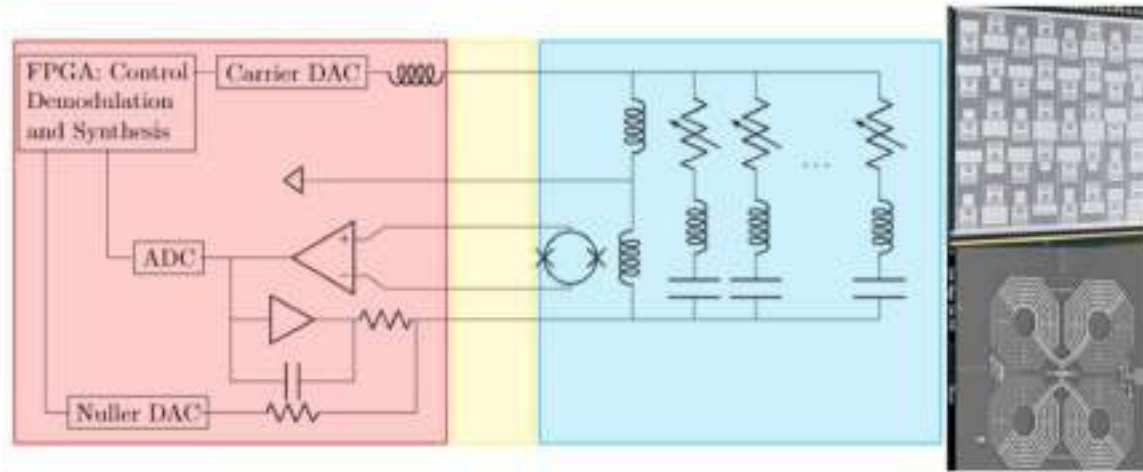 FPGA: Control
Demodulation
and Synthesis
Carrier DAC
ADC
Nuller DAC